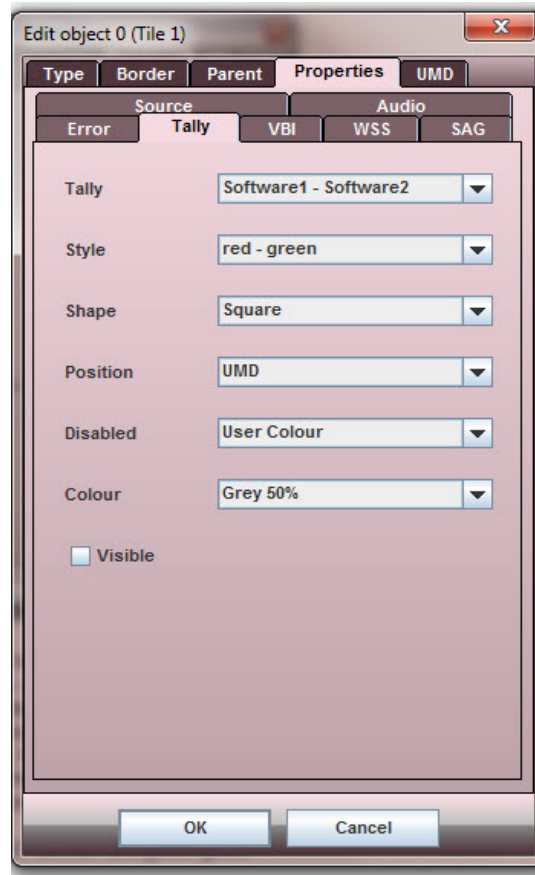 Edit object 0 (Tile 1)
Type Border Parent Properties UMD
Source Audio
Error Tally VBI WSS SAG
Tally Software1 - Software2
Style red - green
Shape Square
Position UMD
Disabled User Colour
Colour Grey 50%
Visible
OK Cancel